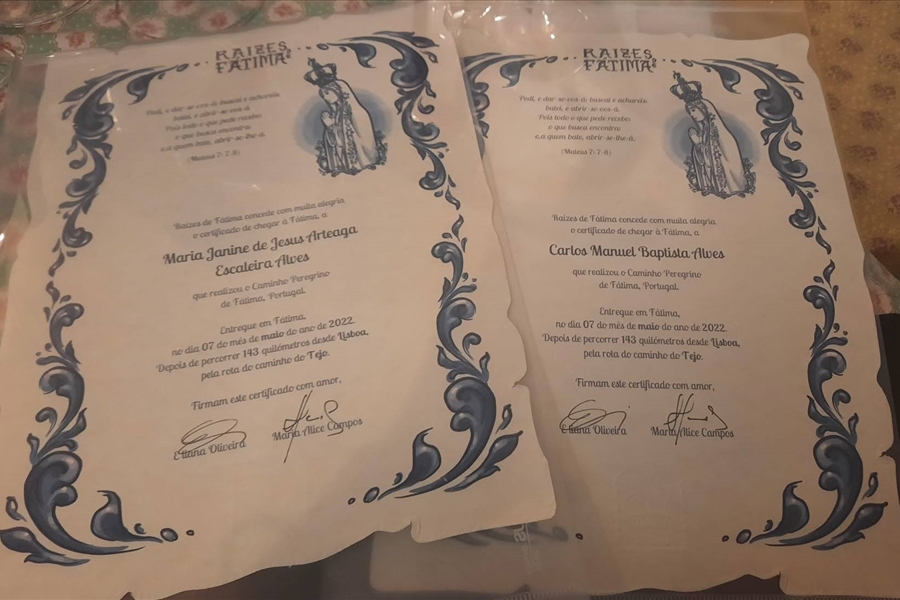 RAIZES
FÁTIMA
Pedi, e dar-se-vos-á; buscai e achareis,
batei, e abrir-se-vos-á.
Pois todo o que pede recebe;
e que busca encontra;
e,a quem bate, abrir-se-lhe-á.
(Mateus 7: 7-8)
Raízes de Fátima concede com muita alegria,
o certificado de chegar à Fátima, a
Maria Janine de Jesus Arteaga
Escaleira Alves
que realizou o Caminho Peregrino
de Fátima, Portugal.
Entregue em Fátima,
no dia 07 do mês de maio do ano de 2022.
Depois de percorrer 143 quilómetros desde Lisboa,
pela rota do caminho do Tejo.
Firmam este certificado com amor,
Eliana Oliveira Maria Alice Campos
RAIZES
FÁTIMA
Pedi, e dar-se-vos-á; buscai e achareis,
batei, e abrir-se-vos-á.
Pois todo o que pede recebe;
e que busca encontra;
e,a quem bate, abrir-se-lhe-á.
(Mateus 7: 7-8)
Raízes de Fátima concede com muita alegria,
o certificado de chegar à Fátima, a
Carlos Manuel Baptista Alves
que realizou o Caminho Peregrino
de Fátima, Portugal.
Entregue em Fátima,
no dia 07 do mês de maio do ano de 2022.
Depois de percorrer 143 quilómetros desde Lisboa,
pela rota do caminho do Tejo.
Firmam este certificado com amor,
Eliana Oliveira Maria Alice Campos